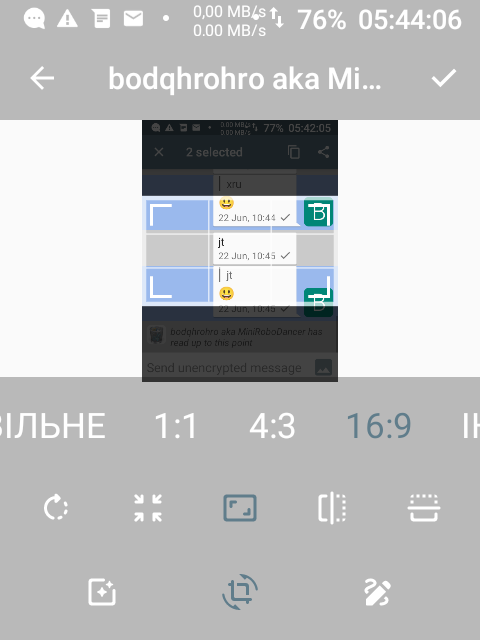 0,00 MB/s
0.00 MB/s
76% 05:44:06
bodqhrohro aka Mi...
0.00 MB/s
0.00 MB/s
77% 05:42:05
2 selected
xru
22 Jun, 10:44
B
jt
22 Jun, 10:45
jt
22 Jun, 10:45
B
bodqhrohro aka MiniRoboDancer has
read up to this point
Send unencrypted message
ВІЛЬНЕ 1:1 4:3 16:9 ІН